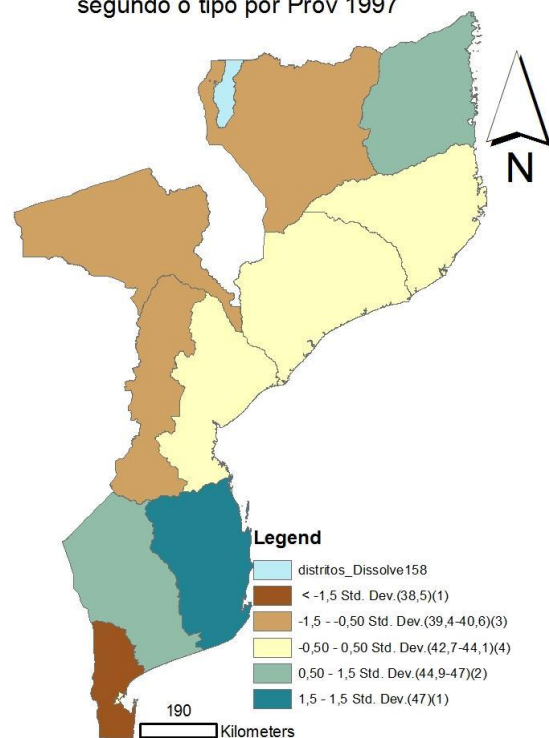 segundo o tipo por Prov 1997
N
Legend
distritos_Dissolve158
< -1,5 Std. Dev.(38,5)(1)
-1,5 - -0,50 Std. Dev.(39,4-40,6)(3)
-0,50 - 0,50 Std. Dev.(42,7-44,1)(4)
0,50 - 1,5 Std. Dev.(44,9-47)(2)
1,5 - 1,5 Std. Dev.(47)(1)
190
Kilometers